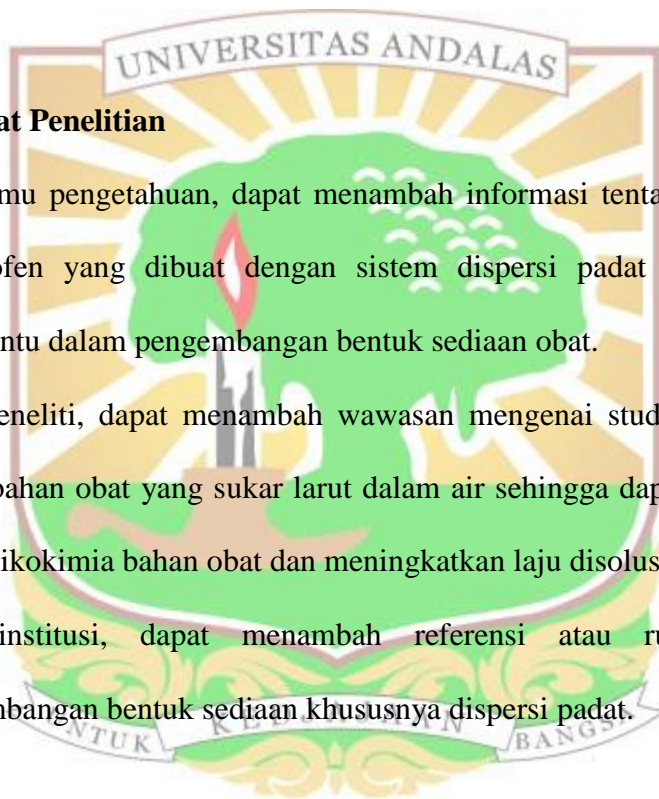 UNIVERSITAS ANDALAS
at Penelitian
mu pengetahuan, dapat menambah informasi tenta
ofen yang dibuat dengan sistem dispersi padat
ntu dalam pengembangan bentuk sediaan obat.
eneliti, dapat menambah wawasan mengenai stud
bahan obat yang sukar larut dalam air sehingga dap
ikokimia bahan obat dan meningkatkan laju disolus
institusi, dapat menambah referensi atau ru
mbangan bentuk sediaan khususnya dispersi padat.
NTUK KEDJAJAAN BANGS